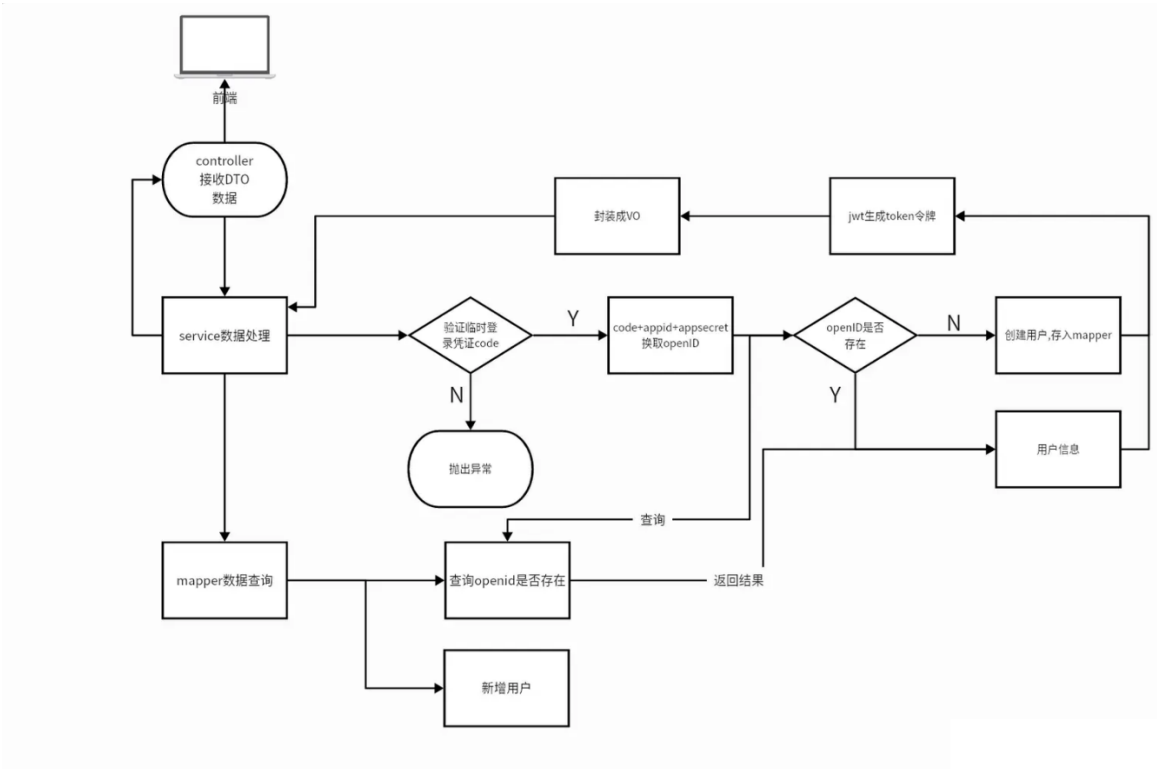 前端
controller
接收DTO
数据
封装成VO
jwt生成token令牌
service数据处理
验证临时登
录凭证code
Y
code+appid+appsecret
换取openID
openID是否
存在
N
创建用户,存入mapper
N
Y
抛出异常
用户信息
查询
mapper数据查询
查询openid是否存在
返回结果
新增用户